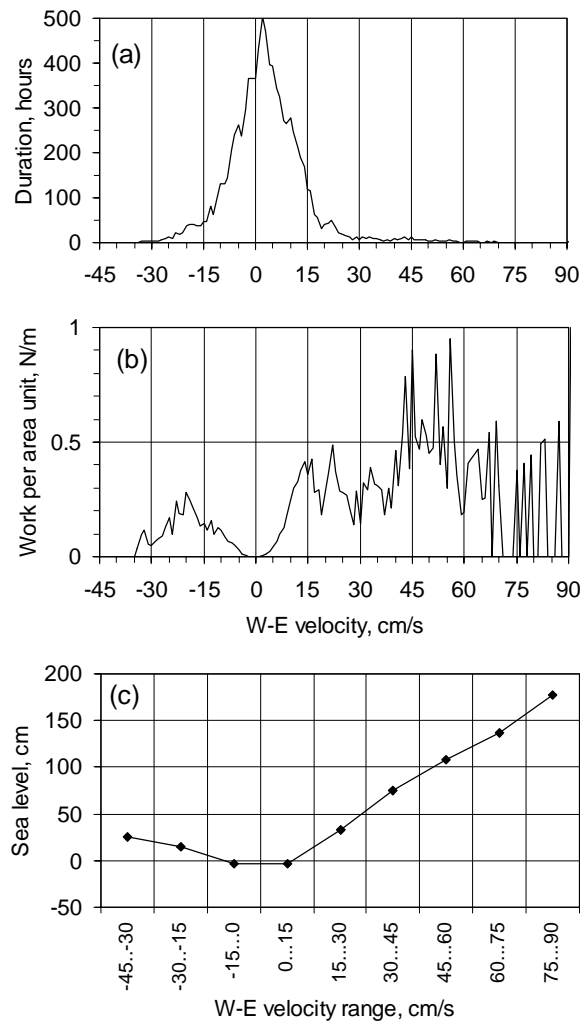 500
(a)
400
300
200
100
0
Duration, hours
-45 -30 -15 0 15 30 45 60 75 90
1
(b)
0.5
0
Work per area unit, N/m
-45 -30 -15 0 15 30 45 60 75 90
W-E velocity, cm/s
200
(c)
150
100
50
0
-50
Sea level, cm
-45..-30
-30..-15
-15...0
0...15
15...30
30...45
45...60
60...75
75...90
W-E velocity range, cm/s